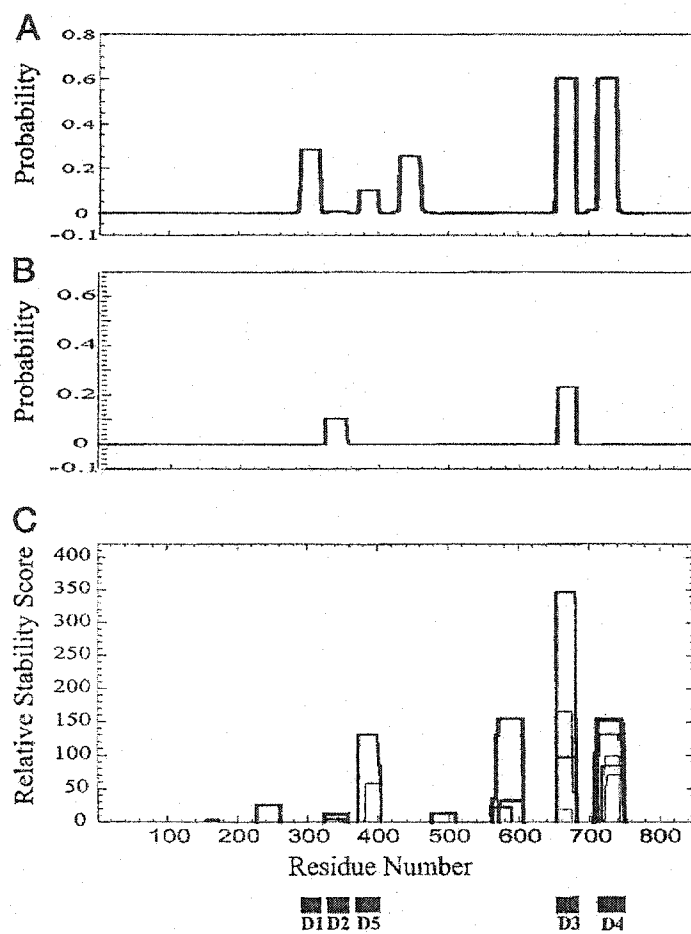 A
Probability
0.8
0.6
0.4
0.2
0
-0.1
B
Probability
0.6
0.4
0.2
0
-0.1
C
Relative Stability Score
400
350
300
250
200
150
100
50
0
100 200 300 400 500 600 700 800
Residue Number
D1 D2 D5 D3 D4